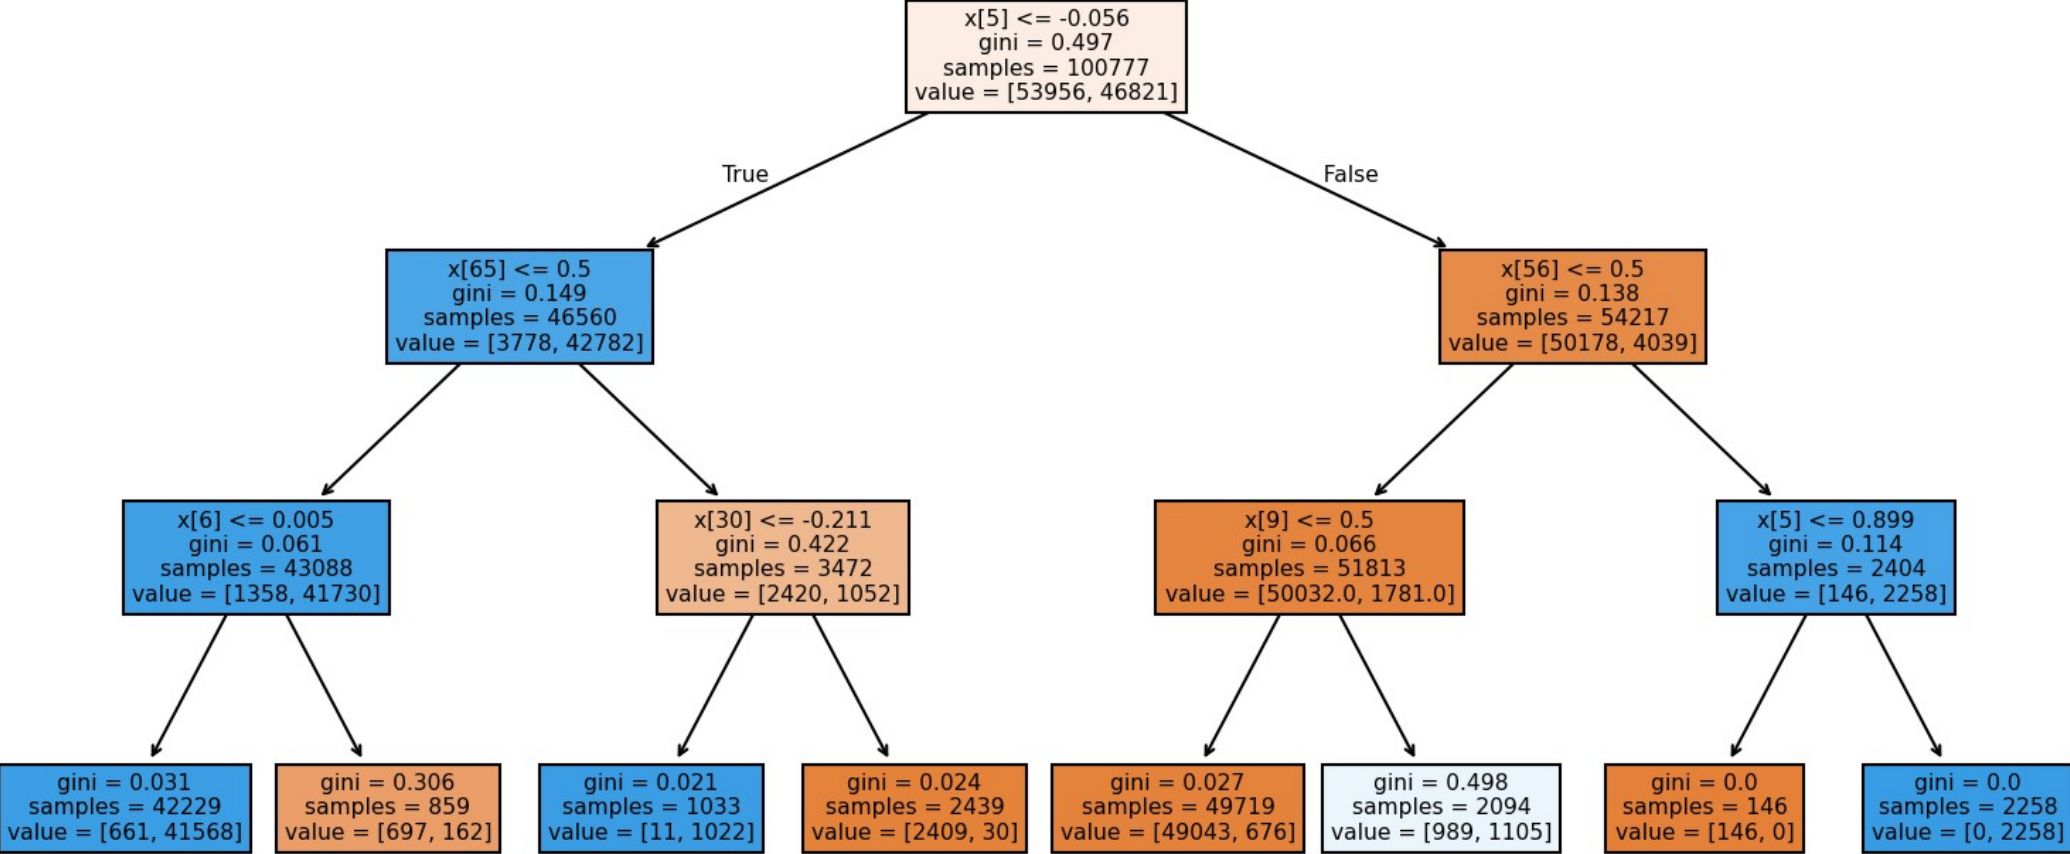 x[5] <= -0.056
gini = 0.497
samples = 100777
value = [53956, 46821]
True
False
x[65] <= 0.5
gini = 0.149
samples = 46560
value = [3778, 42782]
x[56] <= 0.5
gini = 0.138
samples = 54217
value = [50178, 4039]
x[6] <= 0.005
gini = 0.061
samples = 43088
value = [1358, 41730]
x[30] <= -0.211
gini = 0.422
samples = 3472
value = [2420, 1052]
x[9] <= 0.5
gini = 0.066
samples = 51813
value = [50032.0, 1781.0]
x[5] <= 0.899
gini = 0.114
samples = 2404
value = [146, 2258]
gini = 0.031
samples = 42229
value = [661, 41568]
gini = 0.306
samples = 859
value = [697, 162]
gini = 0.021
samples = 1033
value = [11, 1022]
gini = 0.024
samples = 2439
value = [2409, 30]
gini = 0.027
samples = 49719
value = [49043, 676]
gini = 0.498
samples = 2094
value = [989, 1105]
gini = 0.0
samples = 146
value = [146, 0]
gini = 0.0
samples = 2258
value = [0, 2258]